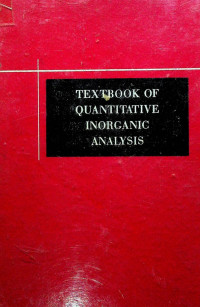 TEXTBOOK OF
QUANTITATIVE
INORGANIC
ANALYSIS